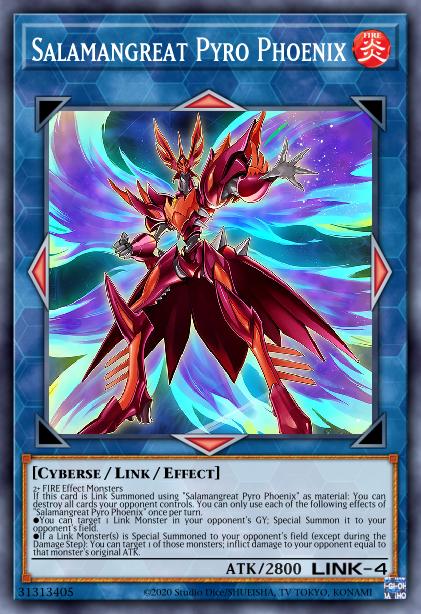 SALAMANGREAT PYRO PHOENIX
FIRE
炎
[CYBERSE / LINK / EFFECT]
2+ FIRE Effect Monsters
If this card is Link Summoned using "Salamangreat Pyro Phoenix" as material: You can
destroy all cards your opponent controls. You can only use each of the following effects of
"Salamangreat Pyro Phoenix" once per turn.
●You can target 1 Link Monster in your opponent's GY; Special Summon it to your
opponent's field.
●If a Link Monster(s) is Special Summoned to your opponent's field (except during the
Damage Step): You can target 1 of those monsters; inflict damage to your opponent equal to
that monster's original ATK.
ATK/2800 LINK-4
31313405
©2020 Studio Dice/SHUEISHA, TV TOKYO, KONAMI